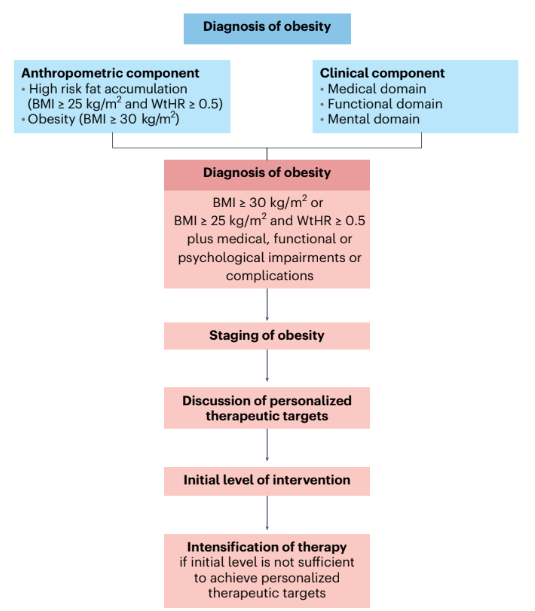 Diagnosis of obesity
Anthropometric component
• High risk fat accumulation
(BMI ≥ 25 kg/m² and WtHR ≥ 0.5)
• Obesity (BMI ≥ 30 kg/m²)
Clinical component
• Medical domain
• Functional domain
• Mental domain
Diagnosis of obesity
BMI ≥ 30 kg/m² or
BMI ≥ 25 kg/m² and WtHR ≥ 0.5
plus medical, functional or
psychological impairments or
complications
Staging of obesity
Discussion of personalized
therapeutic targets
Initial level of intervention
Intensification of therapy
if initial level is not sufficient
to achieve personalized
therapeutic targets